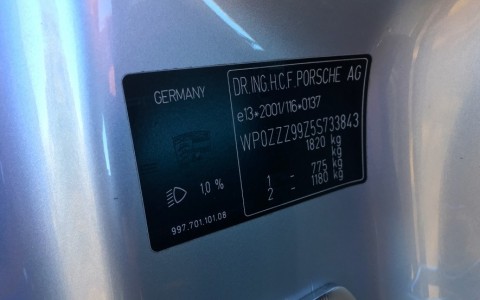 GERMANY
DR.ING.H.C.F.PORSCHE AG
e13*2001/116*0137
WP0ZZZ99Z5S733843
1820 kg
kg
1 - 775 kg
2 - 1180 kg
1,0 %
997.701.101.08